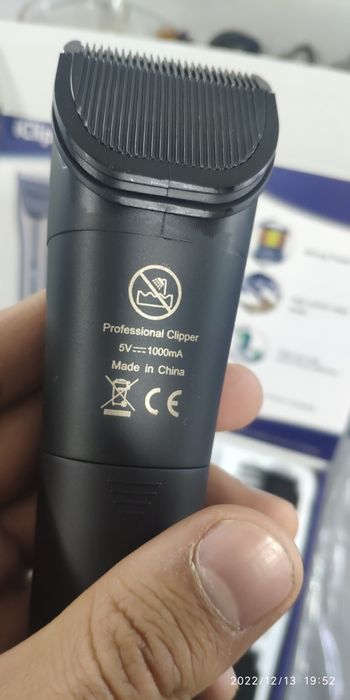 Professional Clipper
5V⎓1000mA
Made in China
CE
2022/12/13 19:52